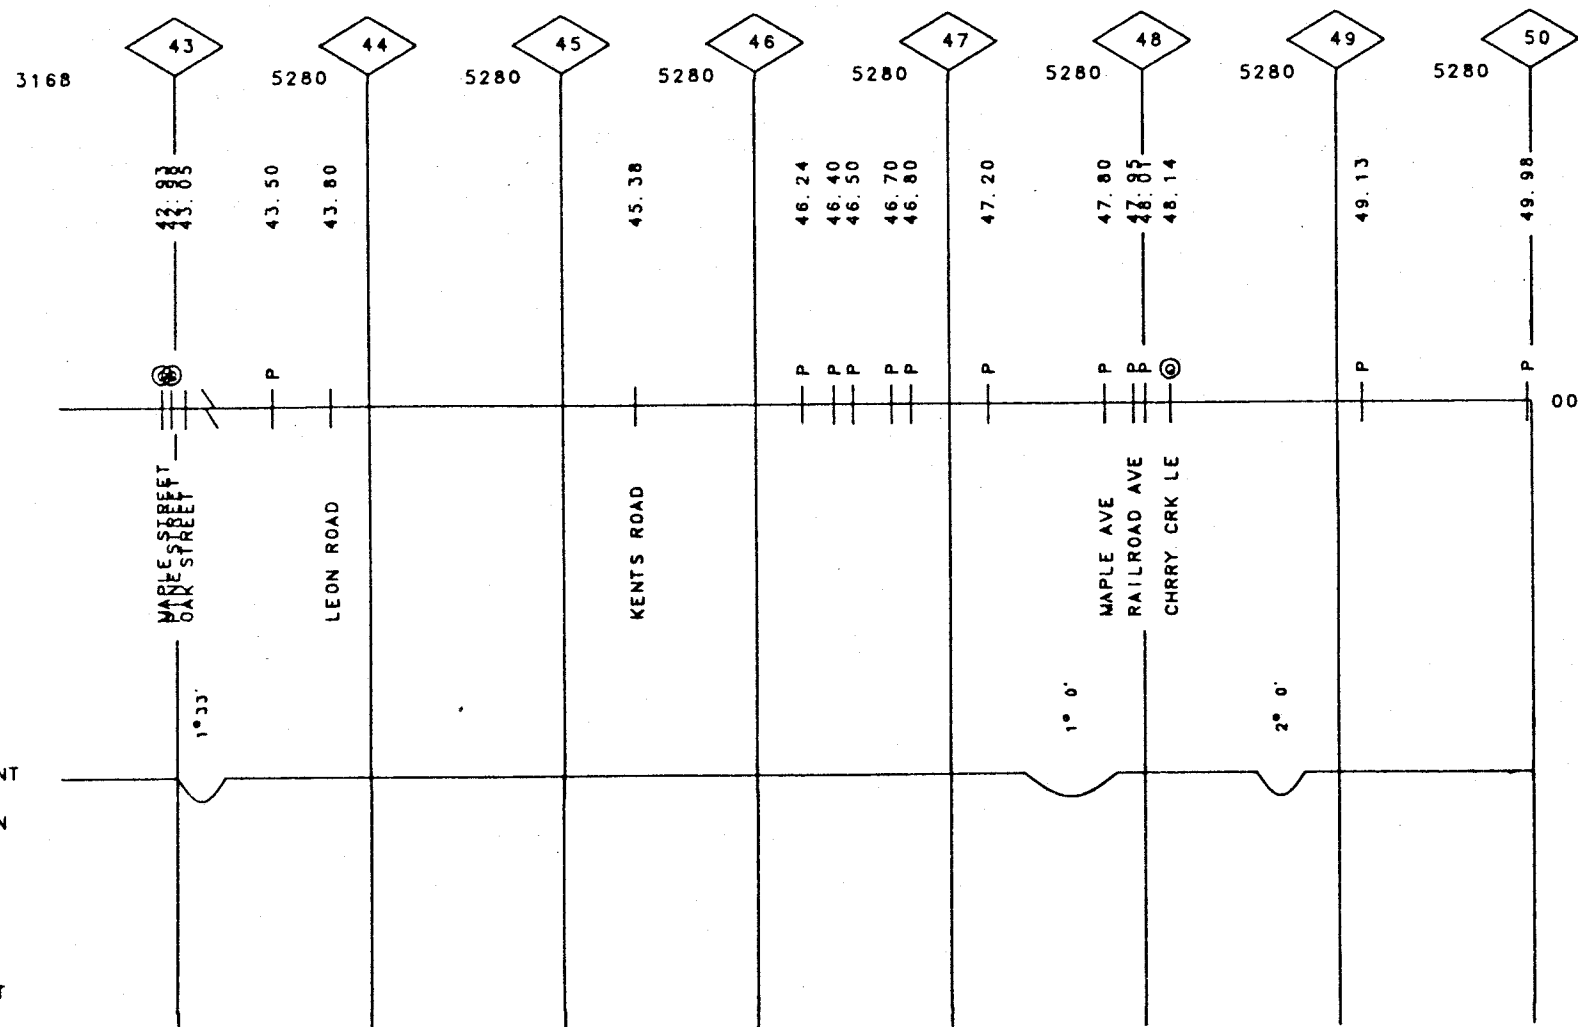 43 44 45 46 47 48 49 50
3168 5280 5280 5280 5280 5280 5280 5280
42.93
42.98
43.05
43.50
43.80
45.38
46.24
46.40
46.50
46.70
46.80
47.20
47.80
47.95
48.01
48.14
49.13
49.98
P P P P P P P P P P P P
00
MAPLE STREET
PINE STREET
OAK STREET
LEON ROAD
KENTS ROAD
MAPLE AVE
RAILROAD AVE
CHRRY CRK LE
1° 33'
1° 0'
2° 0'
NT
N
T